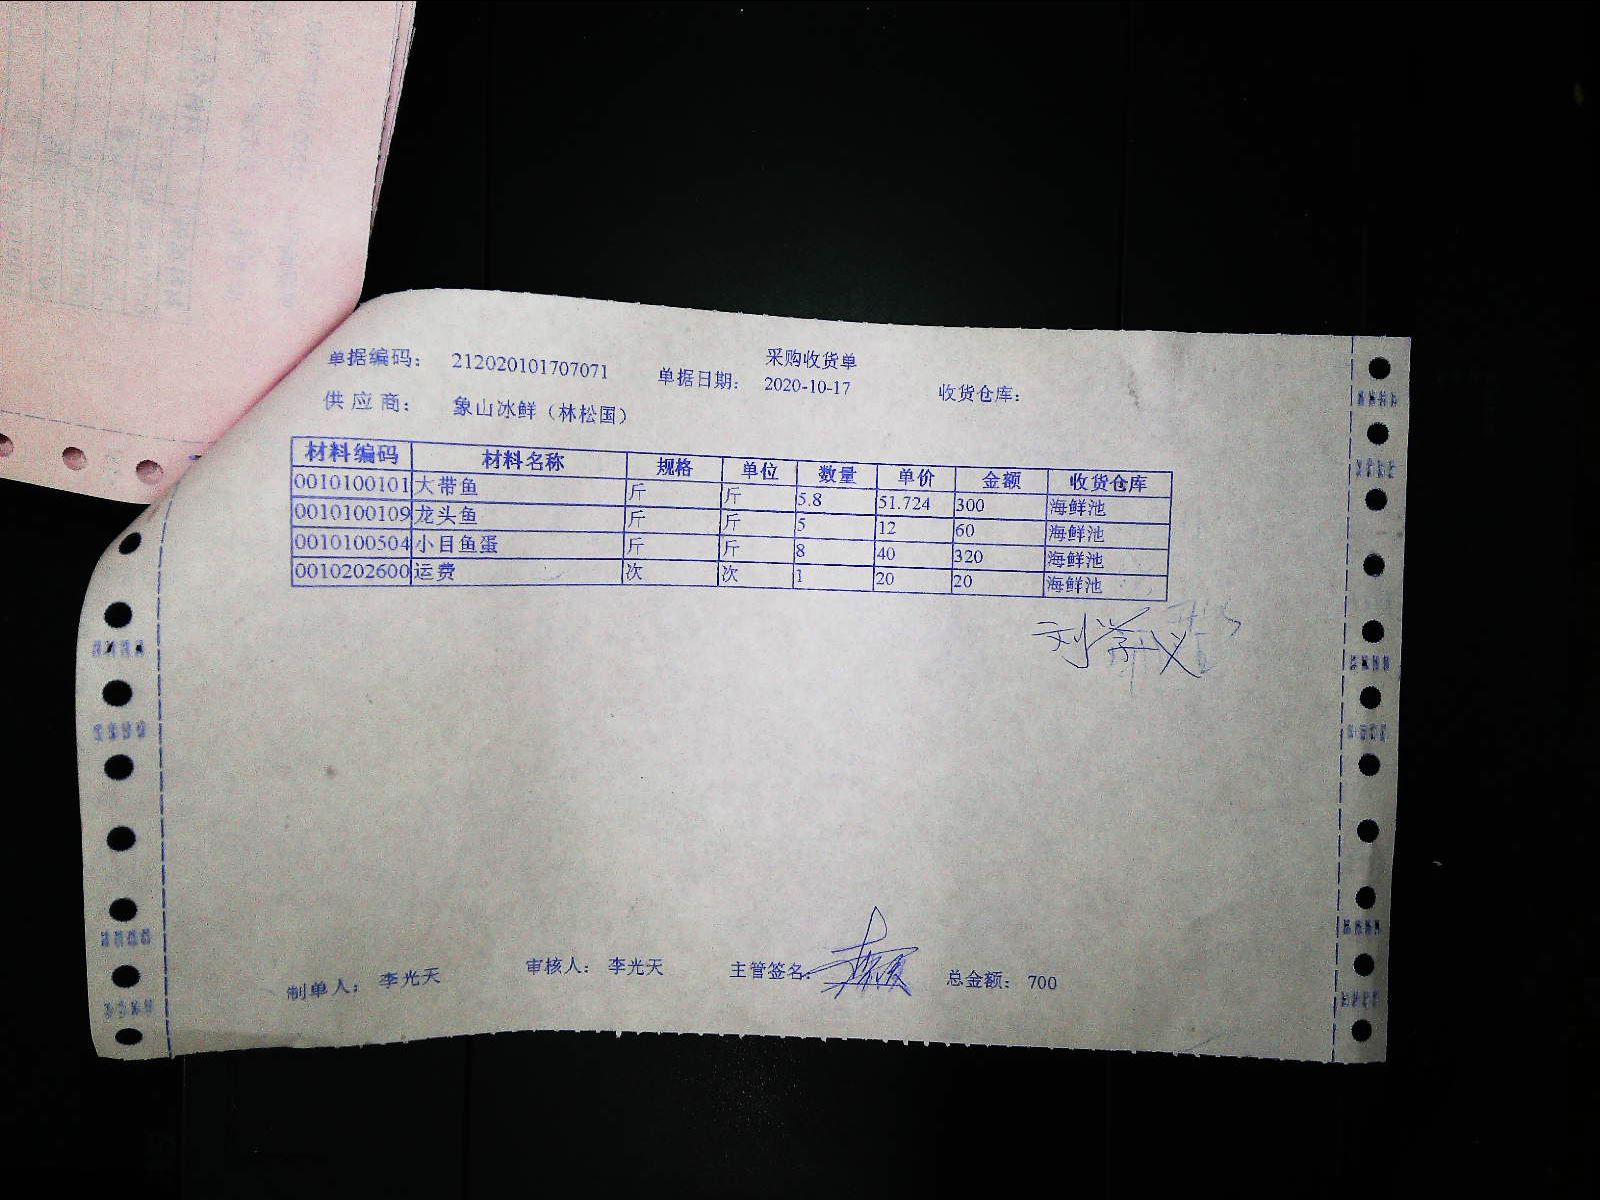 采购收货单
单据编码： 212020101707071 单据日期： 2020-10-17 收货仓库：
供应商： 象山冰鲜（林松国）
材料编码 材料名称 规格 单位 数量 单价 金额 收货仓库
0010100101 大带鱼 斤 斤 5.8 51.724 300 海鲜池
0010100109 龙头鱼 斤 斤 5 12 60 海鲜池
0010100504 小目鱼蛋 斤 斤 8 40 320 海鲜池
0010202600 运费 次 次 1 20 20 海鲜池
刘学义
制单人： 李光天 审核人： 李光天 主管签名： 总金额： 700